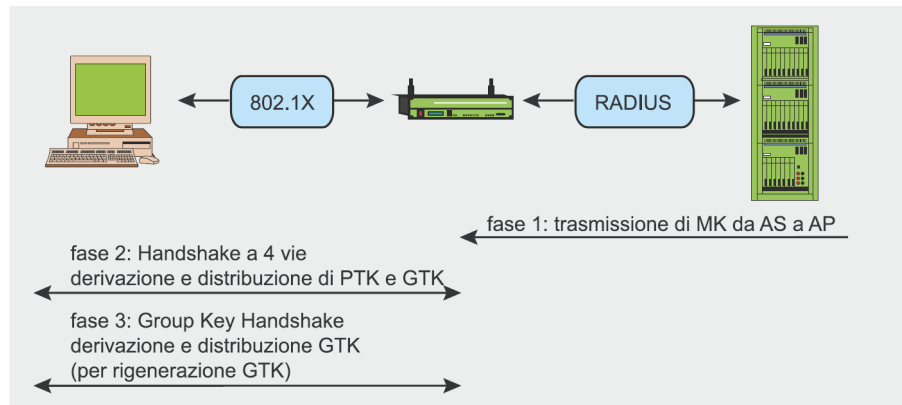 802.1X
RADIUS
fase 1: trasmissione di MK da AS a AP
fase 2: Handshake a 4 vie
derivazione e distribuzione di PTK e GTK
fase 3: Group Key Handshake
derivazione e distribuzione GTK
(per rigenerazione GTK)